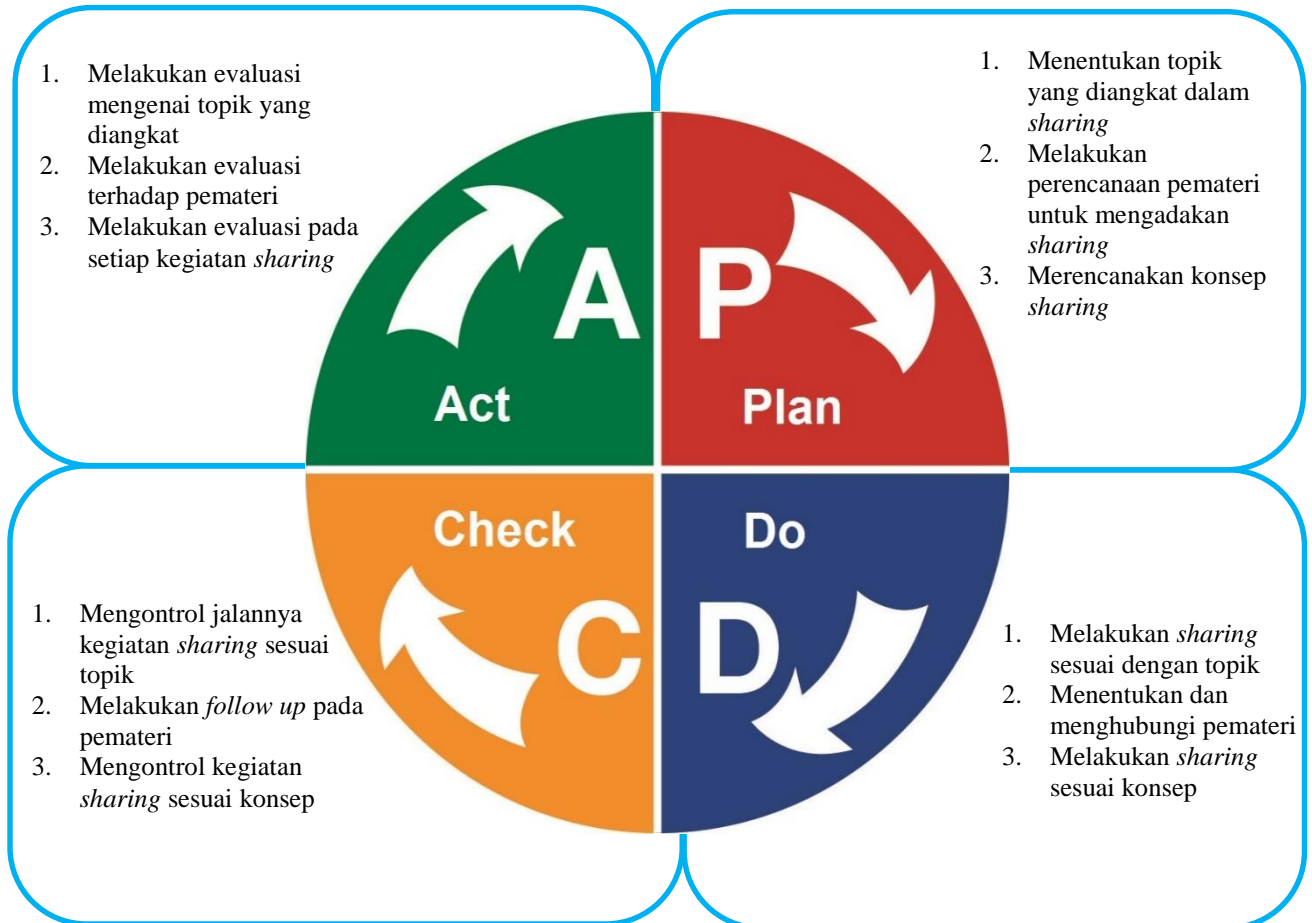 1. Melakukan evaluasi
mengenai topik yang
diangkat
2. Melakukan evaluasi
terhadap pemateri
3. Melakukan evaluasi pada
setiap kegiatan sharing
1. Menentukan topik
yang diangkat dalam
sharing
2. Melakukan
perencanaan pemateri
untuk mengadakan
sharing
3. Merencanakan konsep
sharing
A
Act
P
Plan
Check
C
Do
D
1. Mengontrol jalannya
kegiatan sharing sesuai
topik
2. Melakukan follow up pada
pemateri
3. Mengontrol kegiatan
sharing sesuai konsep
1. Melakukan sharing
sesuai dengan topik
2. Menentukan dan
menghubungi pemateri
3. Melakukan sharing
sesuai konsep